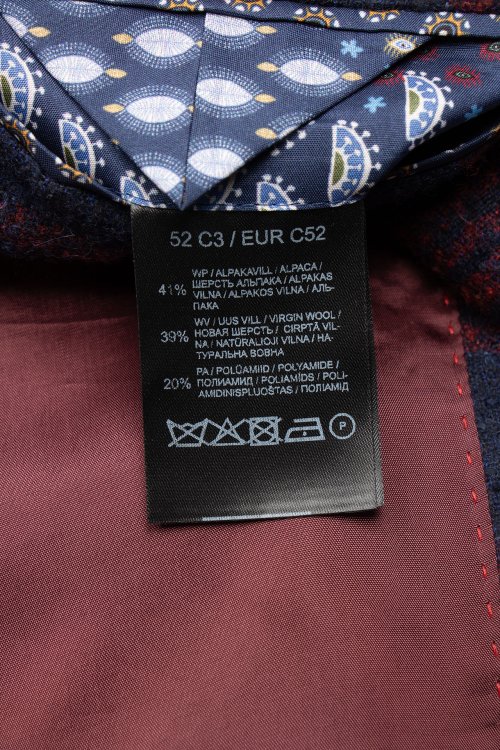 52 C3 / EUR C52
41% WP / ALPAKAVILL / ALPACA /
ШЕРСТЬ АЛЬПАКА / ALPAKAS
VILNA / ALPAKOS VILNA / АЛЬ-
ПАКА
39% WV / UUS VILL / VIRGIN WOOL /
НОВАЯ ШЕРСТЬ / CIRPTĀ VIL-
NA / NATŪRALIOJI VILNA / НА-
ТУРАЛЬНА ВОВНА
20% PA / POLÜAMIID / POLYAMIDE /
ПОЛИАМИД / POLIAMĪDS / POLI-
AMIDINISPLUOŠTAS / ПОЛІАМІД
P